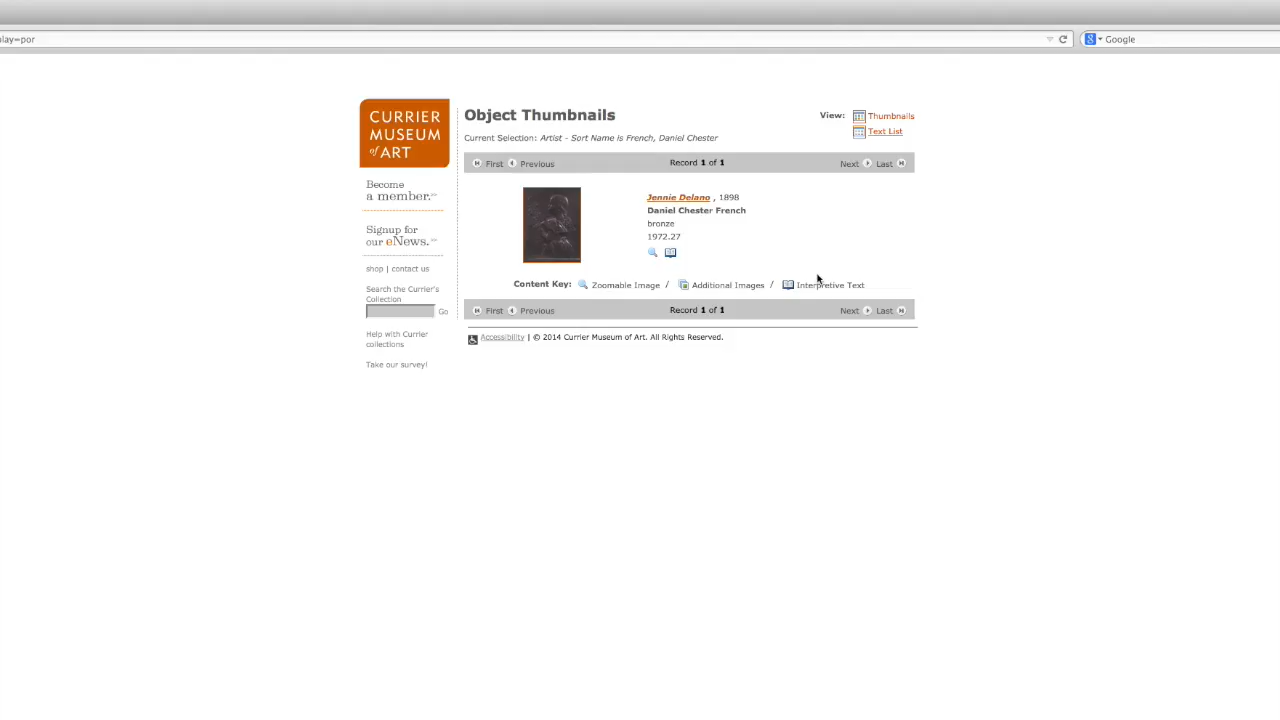 lay=por
Google
CURRIER
MUSEUM
of ART
Object Thumbnails
View: Thumbnails
Text List
Current Selection: Artist - Sort Name is French, Daniel Chester
First Previous Record 1 of 1 Next Last
Become
a member.
Jennie Delano , 1898
Daniel Chester French
bronze
1972.27
Signup for
our eNews.
shop | contact us
Content Key: Zoomable Image / Additional Images / Interpretive Text
Search the Currier's
Collection
Go
First Previous Record 1 of 1 Next Last
Help with Currier
collections
Accessibility | © 2014 Currier Museum of Art. All Rights Reserved.
Take our survey!